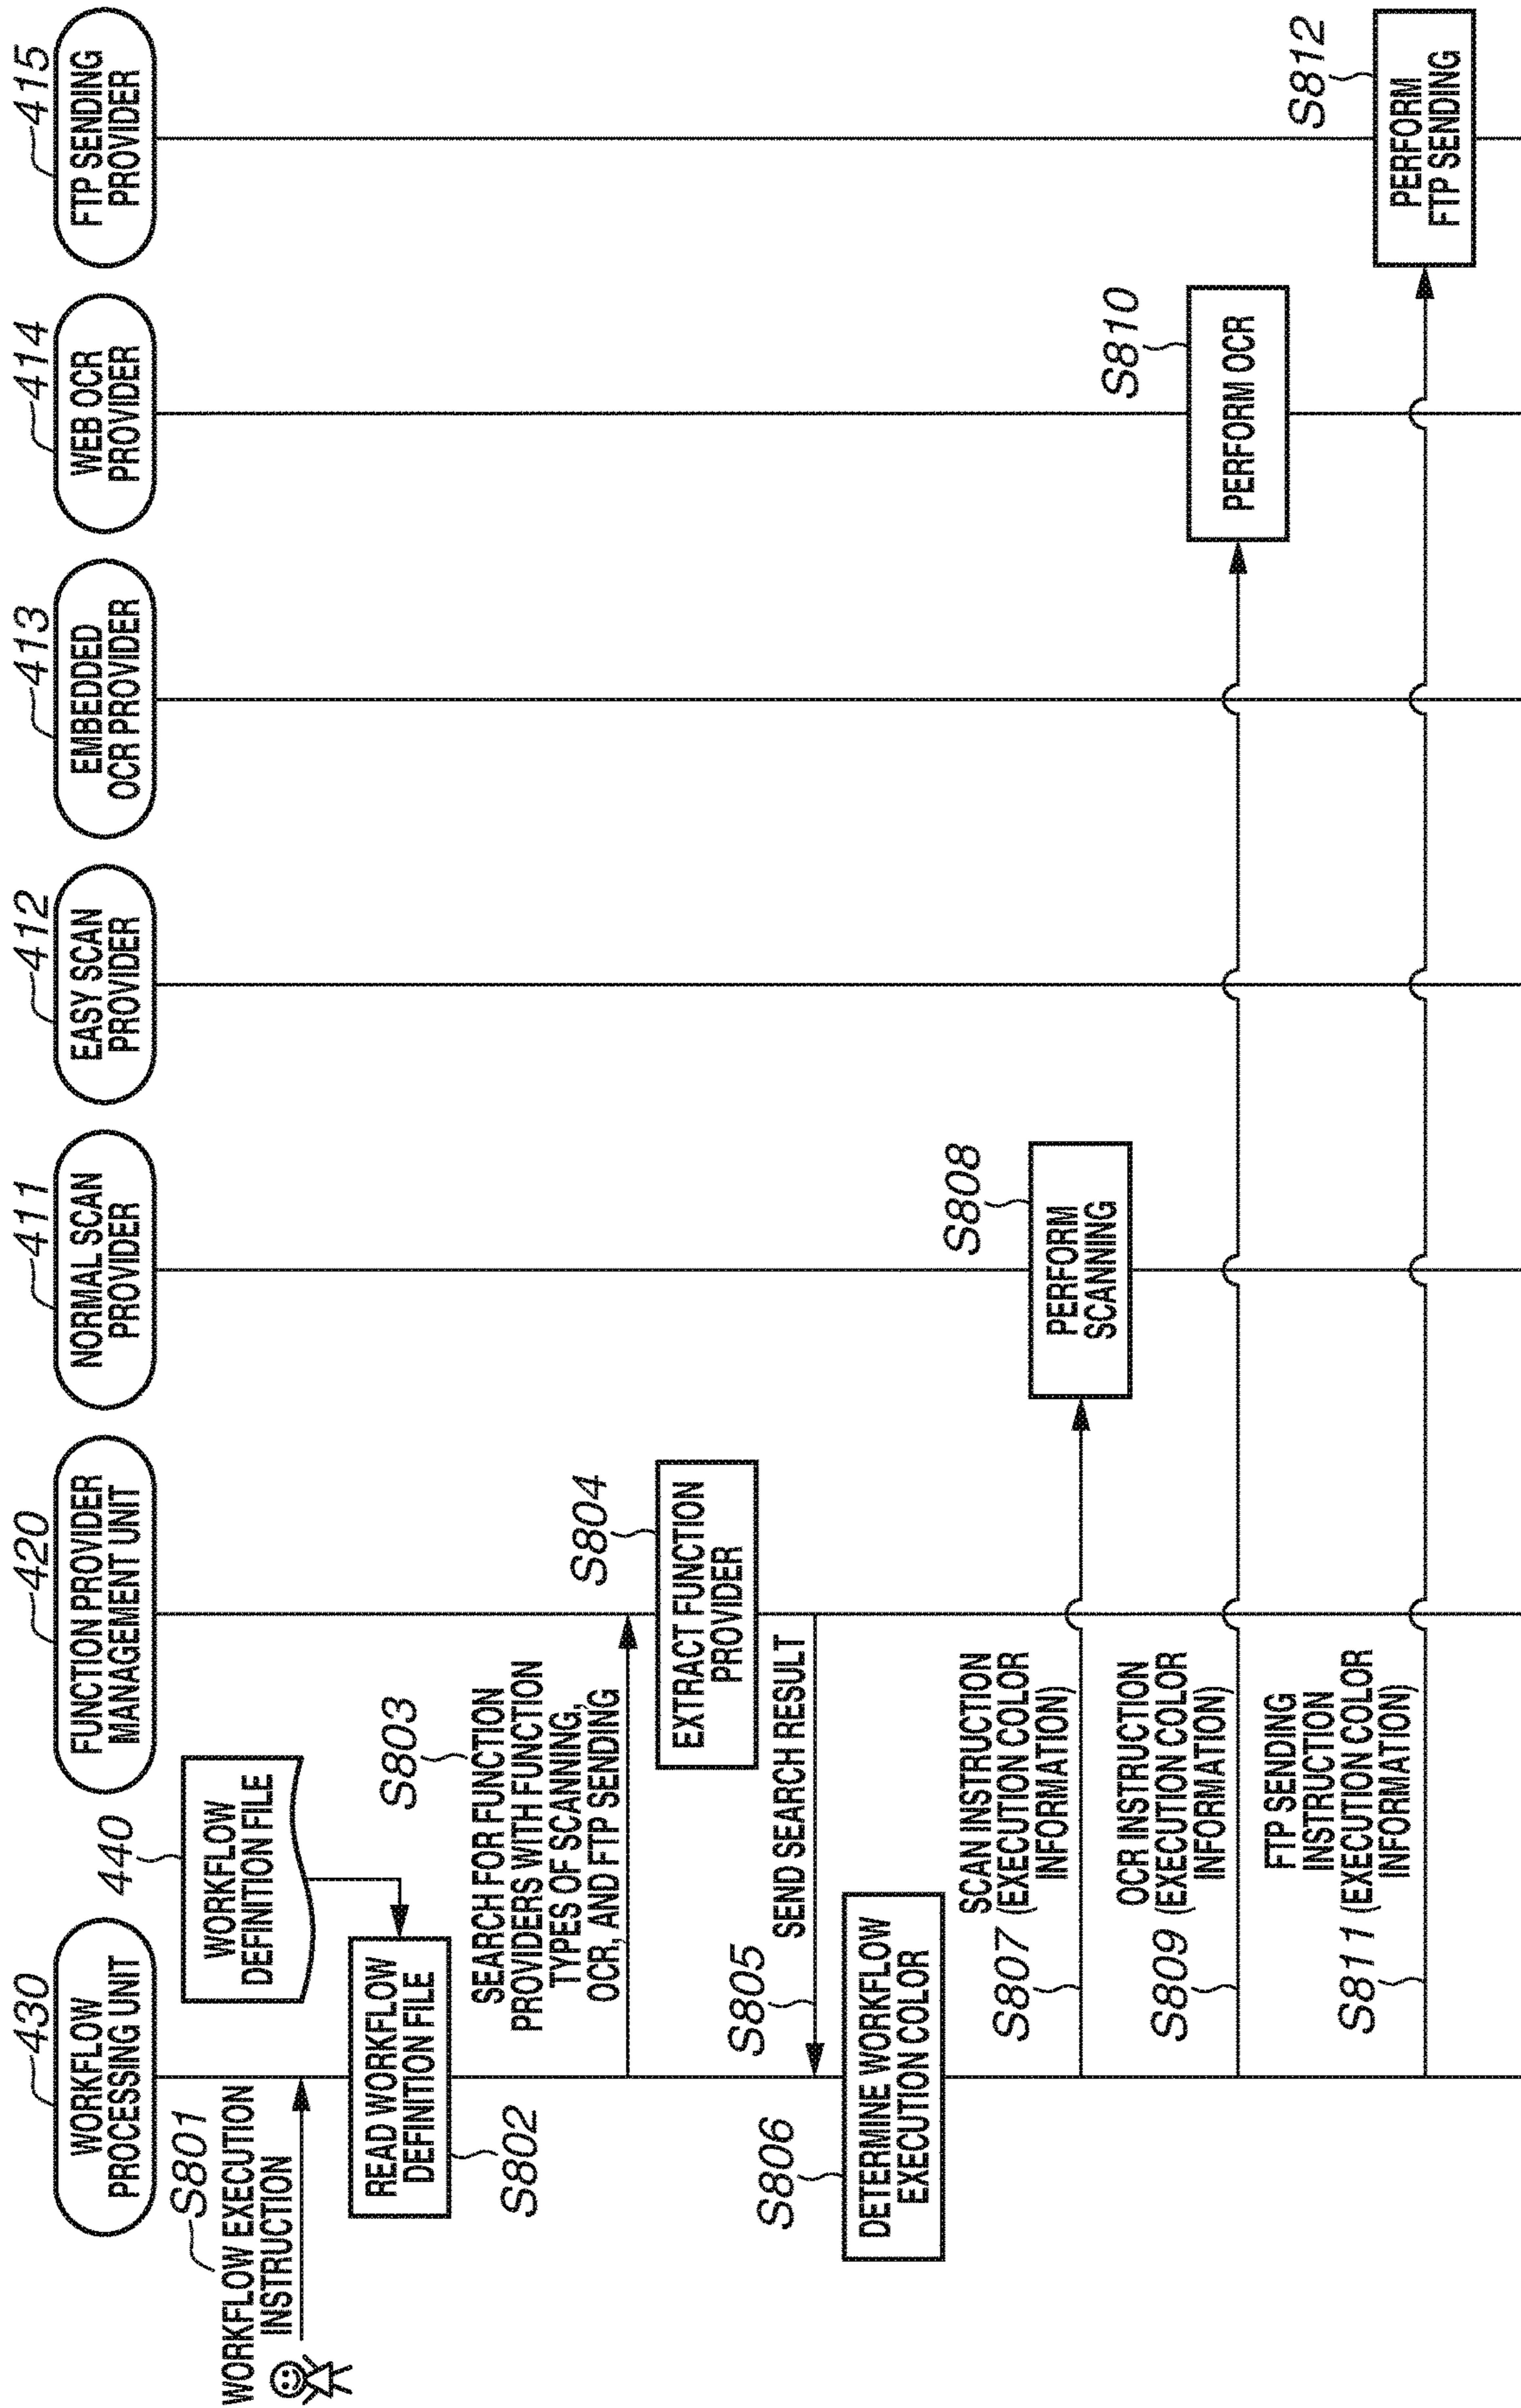 430
WORKFLOW
PROCESSING UNIT
420
FUNCTION PROVIDER
MANAGEMENT UNIT
411
NORMAL SCAN
PROVIDER
412
EASY SCAN
PROVIDER
413
EMBEDDED
OCR PROVIDER
414
WEB OCR
PROVIDER
415
FTP SENDING
PROVIDER
S801
WORKFLOW EXECUTION
INSTRUCTION
440
WORKFLOW
DEFINITION FILE
READ WORKFLOW
DEFINITION FILE
S802
S803
SEARCH FOR FUNCTION
PROVIDERS WITH FUNCTION
TYPES OF SCANNING,
OCR, AND FTP SENDING
S804
EXTRACT FUNCTION
PROVIDER
S805
SEND SEARCH RESULT
S806
DETERMINE WORKFLOW
EXECUTION COLOR
SCAN INSTRUCTION
S807 (EXECUTION COLOR
INFORMATION)
S808
PERFORM
SCANNING
OCR INSTRUCTION
S809 (EXECUTION COLOR
INFORMATION)
S810
PERFORM OCR
FTP SENDING
INSTRUCTION
S811 (EXECUTION COLOR
INFORMATION)
S812
PERFORM
FTP SENDING